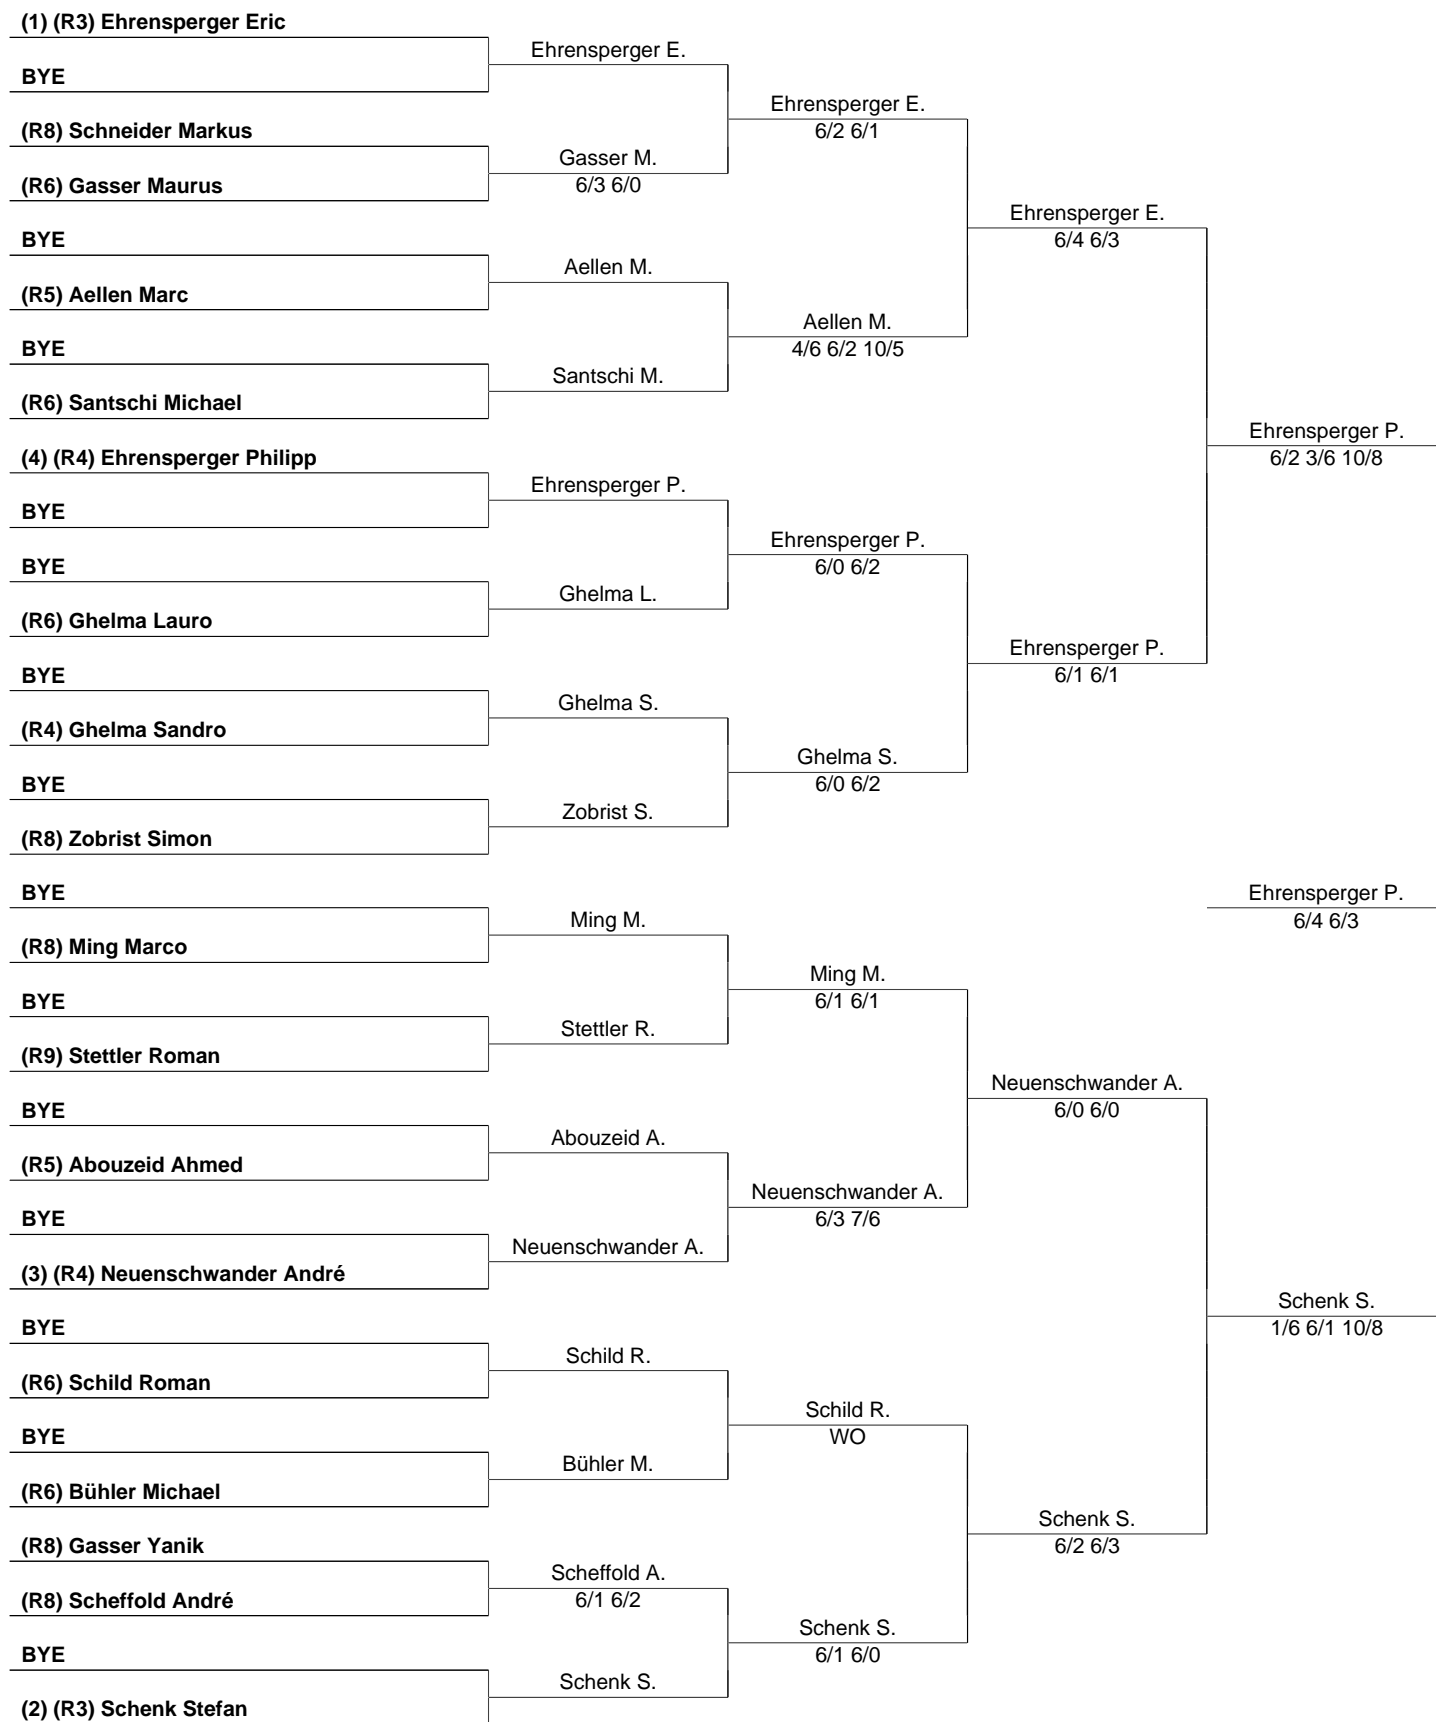 (1) (R3) Ehrensperger Eric
BYE
(R8) Schneider Markus
(R6) Gasser Maurus
BYE
(R5) Aellen Marc
BYE
(R6) Santschi Michael
(4) (R4) Ehrensperger Philipp
BYE
BYE
(R6) Ghelma Lauro
BYE
(R4) Ghelma Sandro
BYE
(R8) Zobrist Simon
BYE
(R8) Ming Marco
BYE
(R9) Stettler Roman
BYE
(R5) Abouzeid Ahmed
BYE
(3) (R4) Neuenschwander André
BYE
(R6) Schild Roman
BYE
(R6) Bühler Michael
(R8) Gasser Yanik
(R8) Scheffold André
BYE
(2) (R3) Schenk Stefan
Ehrensperger E.
Gasser M.
6/3 6/0
Aellen M.
Santschi M.
Ehrensperger P.
Ghelma L.
Ghelma S.
Zobrist S.
Ming M.
Stettler R.
Abouzeid A.
Neuenschwander A.
Schild R.
Bühler M.
Scheffold A.
6/1 6/2
Schenk S.
Ehrensperger E.
6/2 6/1
Aellen M.
4/6 6/2 10/5
Ehrensperger P.
6/0 6/2
Ghelma S.
6/0 6/2
Ming M.
6/1 6/1
Neuenschwander A.
6/3 7/6
Schild R.
WO
Schenk S.
6/1 6/0
Ehrensperger E.
6/4 6/3
Ehrensperger P.
6/1 6/1
Neuenschwander A.
6/0 6/0
Schenk S.
6/2 6/3
Ehrensperger P.
6/2 3/6 10/8
Schenk S.
1/6 6/1 10/8
Ehrensperger P.
6/4 6/3